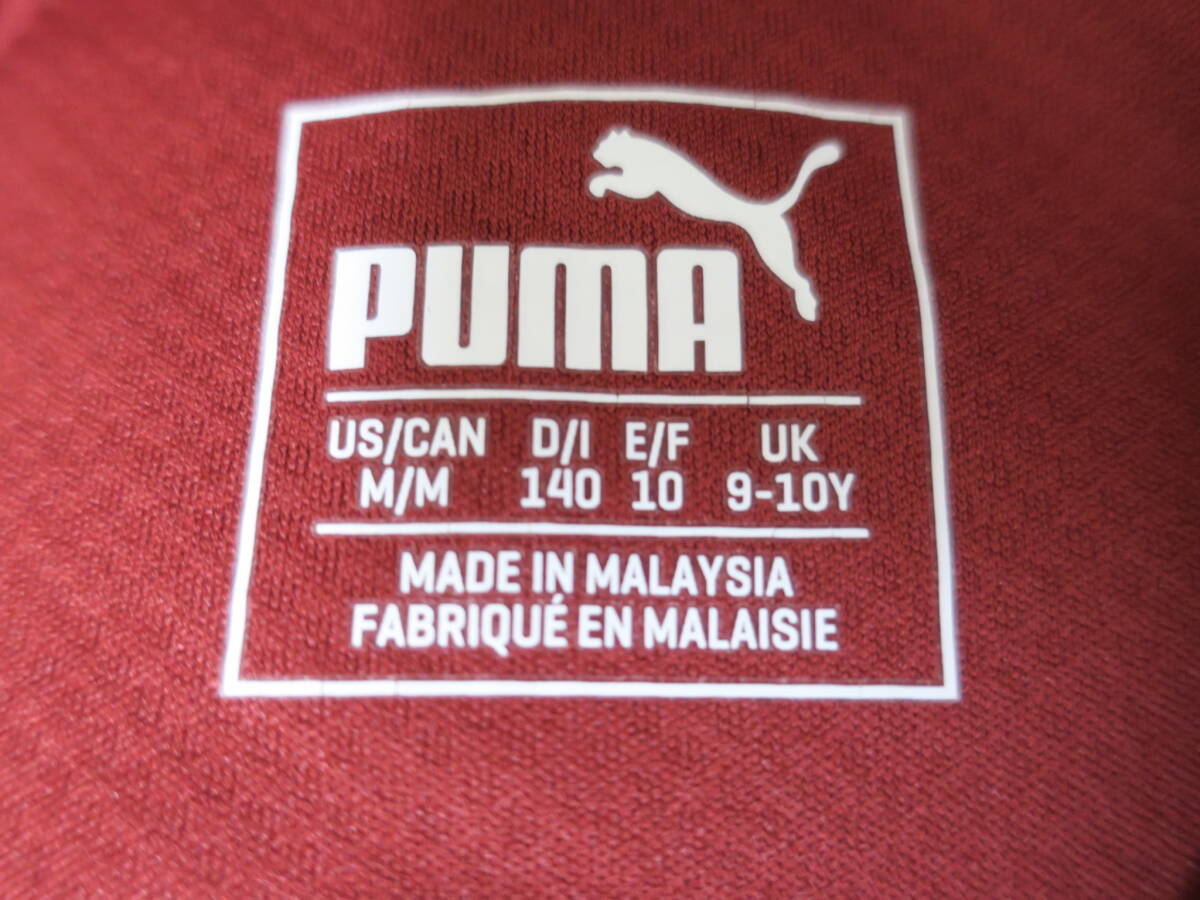 PUMA
US/CAN D/I E/F UK
M/M 140 10 9-10Y
MADE IN MALAYSIA
FABRIQUÉ EN MALAISIE